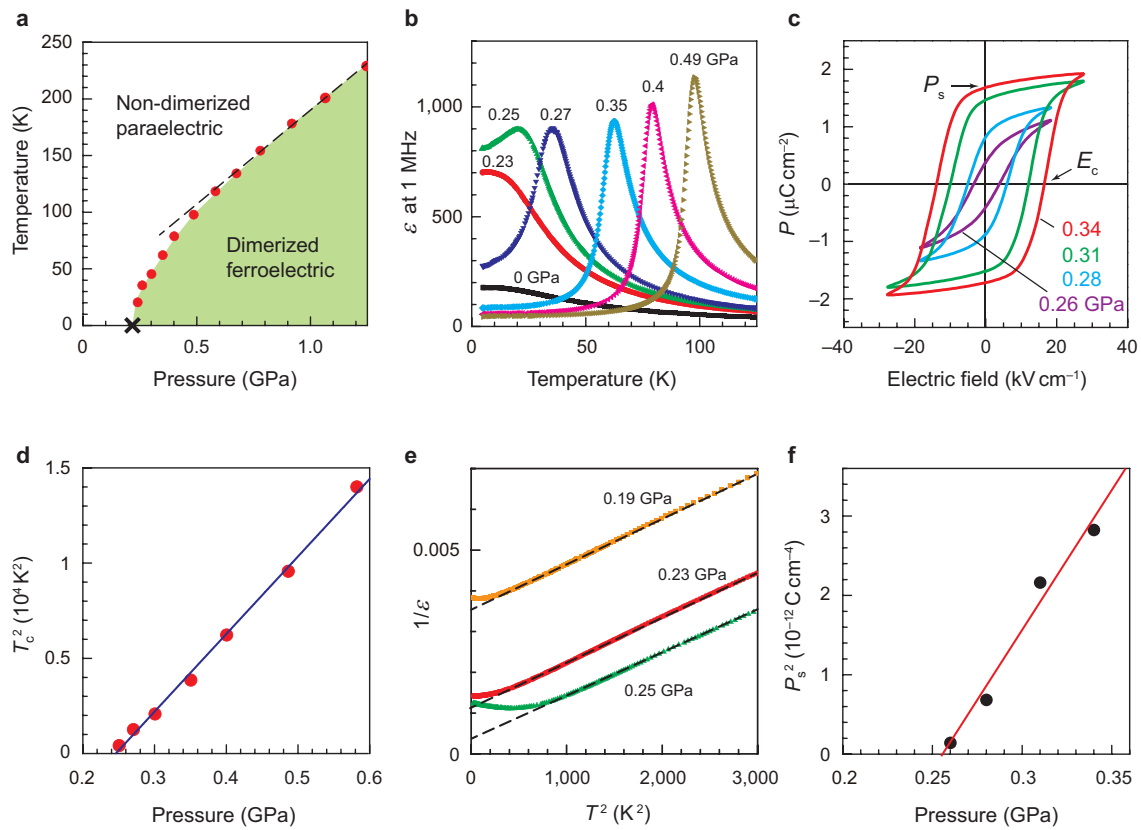 a
250
200
150
100
50
0
Temperature (K)
Non-dimerized
paraelectric
Dimerized
ferroelectric
0
0.5
1.0
Pressure (GPa)
b
1,000
500
0
ε at 1 MHz
0.49 GPa
0.4
0.35
0.27
0.25
0.23
0 GPa
0
50
100
Temperature (K)
c
2
1
0
–1
–2
P (μC cm⁻²)
Pₛ
E_c
0.34
0.31
0.28
0.26 GPa
–40
–20
0
20
40
Electric field (kV cm⁻¹)
d
1.5
1
0.5
0
T_c² (10⁴ K²)
0.2
0.3
0.4
0.5
0.6
Pressure (GPa)
e
0.005
0
1/ε
0.19 GPa
0.23 GPa
0.25 GPa
0
1,000
2,000
3,000
T² (K²)
f
3
2
1
0
Pₛ² (10⁻¹² C cm⁻⁴)
0.2
0.25
0.3
0.35
Pressure (GPa)